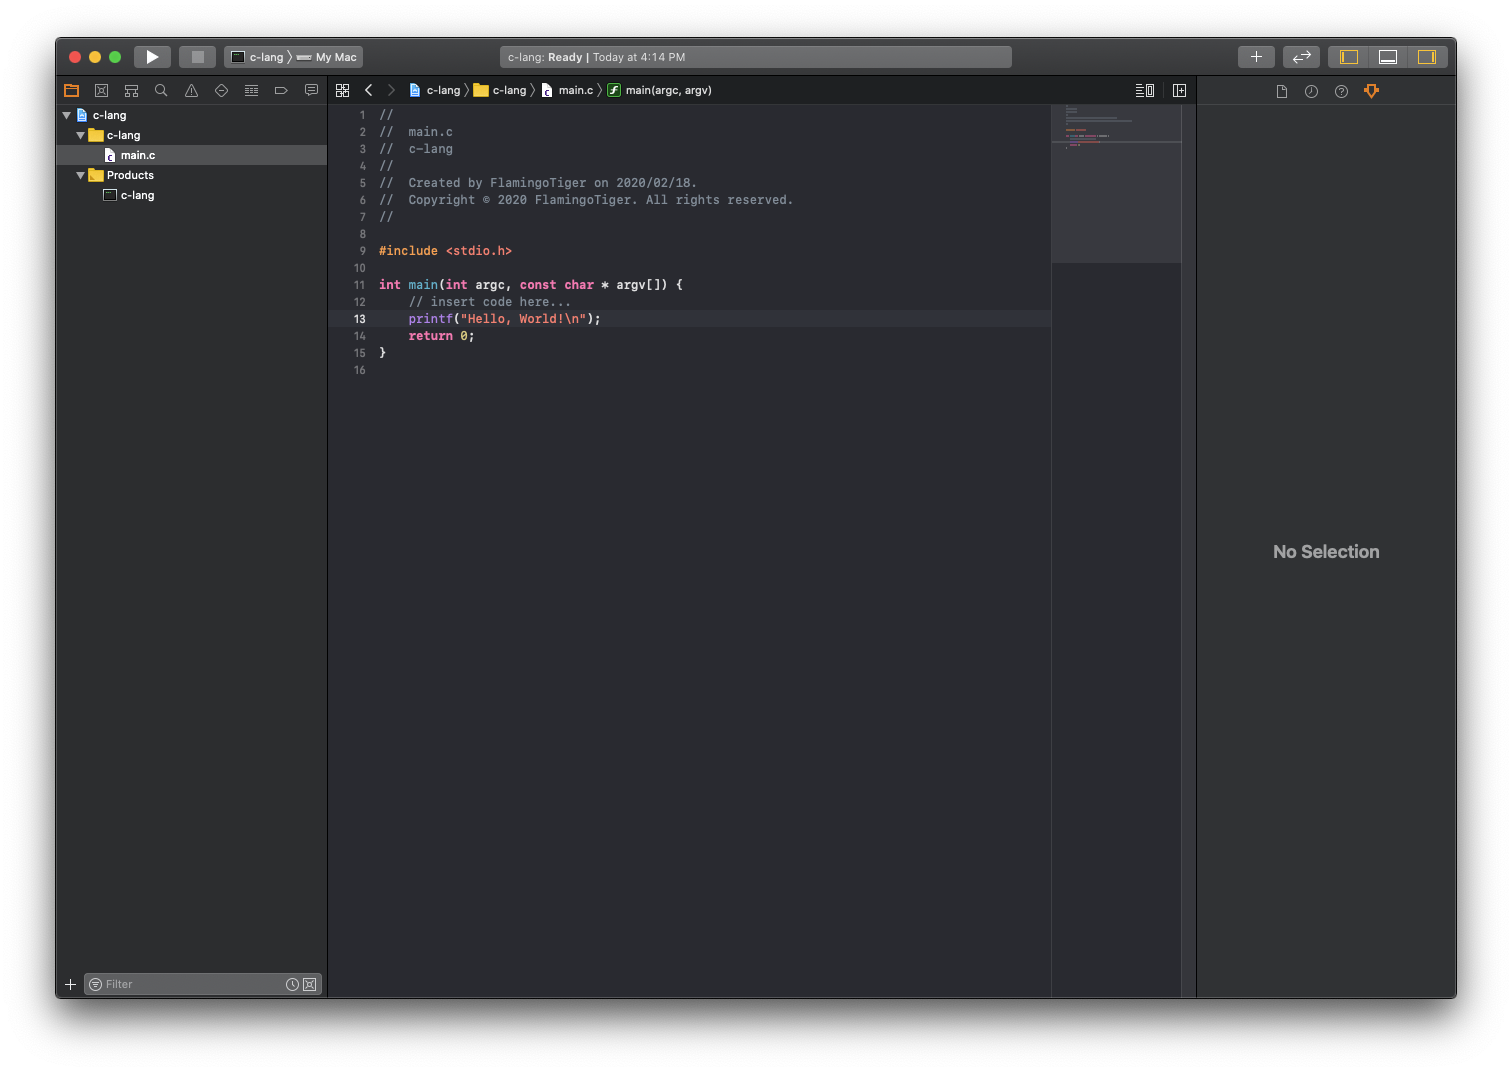 c-lang My Mac
c-lang: Ready | Today at 4:14 PM
c-lang c-lang main.c main(argc, argv)
c-lang
c-lang
main.c
Products
c-lang
1 //
2 //  main.c
3 //  c-lang
4 //
5 //  Created by FlamingoTiger on 2020/02/18.
6 //  Copyright © 2020 FlamingoTiger. All rights reserved.
7 //
8
9 #include <stdio.h>
10
11 int main(int argc, const char * argv[]) {
12     // insert code here...
13     printf("Hello, World!\n");
14     return 0;
15 }
16
No Selection
Filter